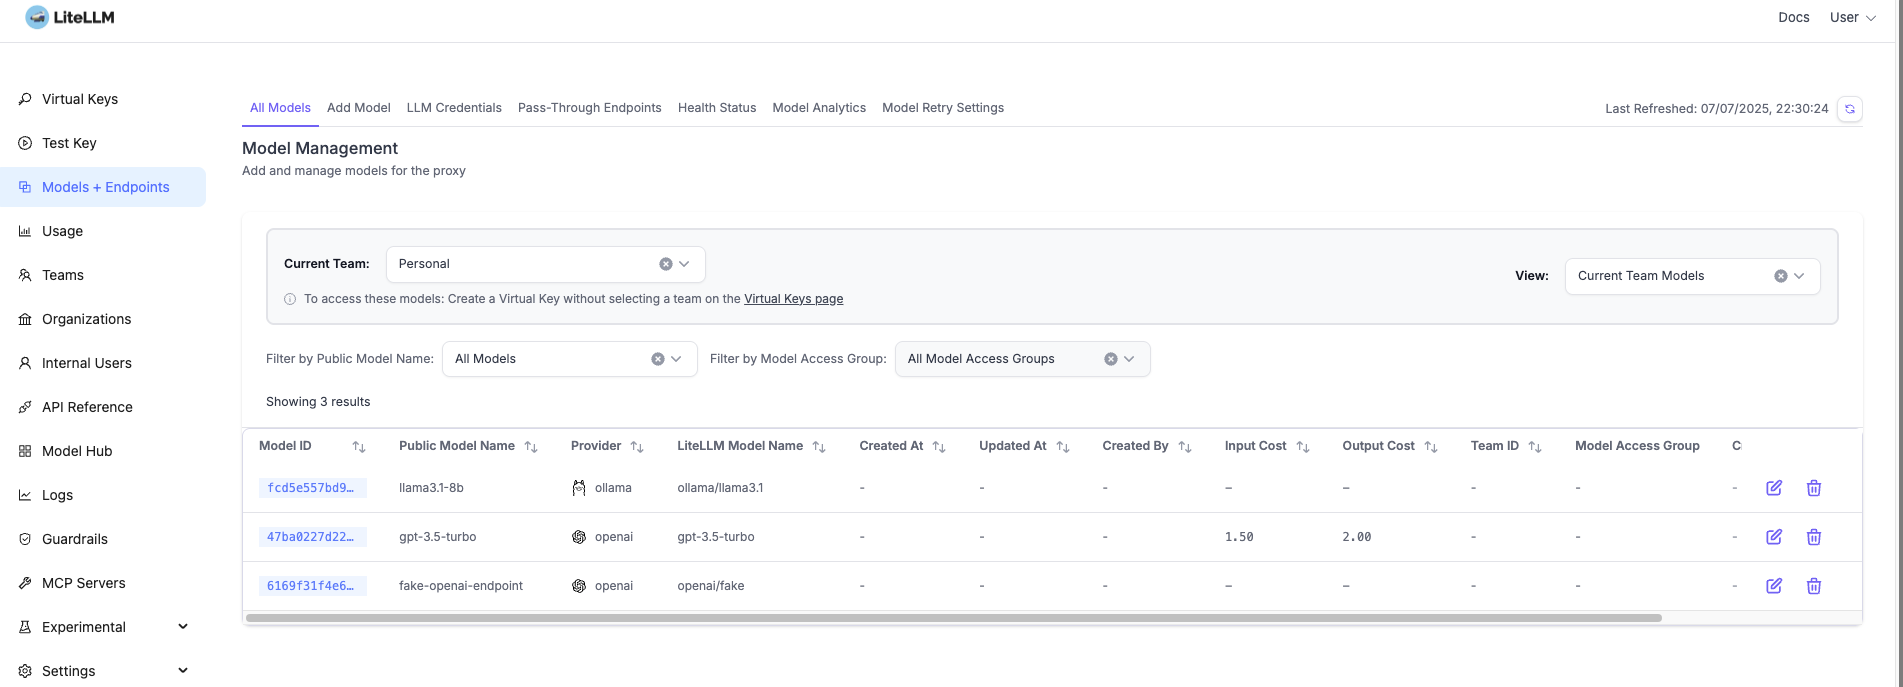 LiteLLM
Docs User
Virtual Keys
Test Key
Models + Endpoints
Usage
Teams
Organizations
Internal Users
API Reference
Model Hub
Logs
Guardrails
MCP Servers
Experimental
Settings
All Models Add Model LLM Credentials Pass-Through Endpoints Health Status Model Analytics Model Retry Settings
Last Refreshed: 07/07/2025, 22:30:24
Model Management
Add and manage models for the proxy
Current Team: Personal
To access these models: Create a Virtual Key without selecting a team on the Virtual Keys page
View: Current Team Models
Filter by Public Model Name: All Models Filter by Model Access Group: All Model Access Groups
Showing 3 results
Model ID Public Model Name Provider LiteLLM Model Name Created At Updated At Created By Input Cost Output Cost Team ID Model Access Group C
fcd5e557bd9… llama3.1-8b ollama ollama/llama3.1 - - - – – - - -
47ba0227d22… gpt-3.5-turbo openai gpt-3.5-turbo - - - 1.50 2.00 - - -
6169f31f4e6… fake-openai-endpoint openai openai/fake - - - – – - - -